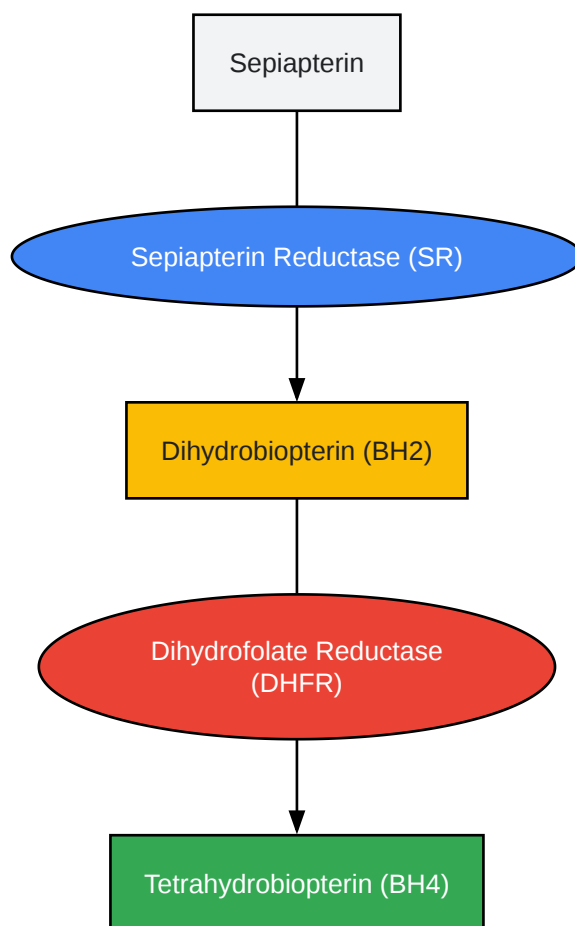 Sepiapterin
Sepiapterin Reductase (SR)
Dihydrobiopterin (BH2)
Dihydrofolate Reductase
(DHFR)
Tetrahydrobiopterin (BH4)